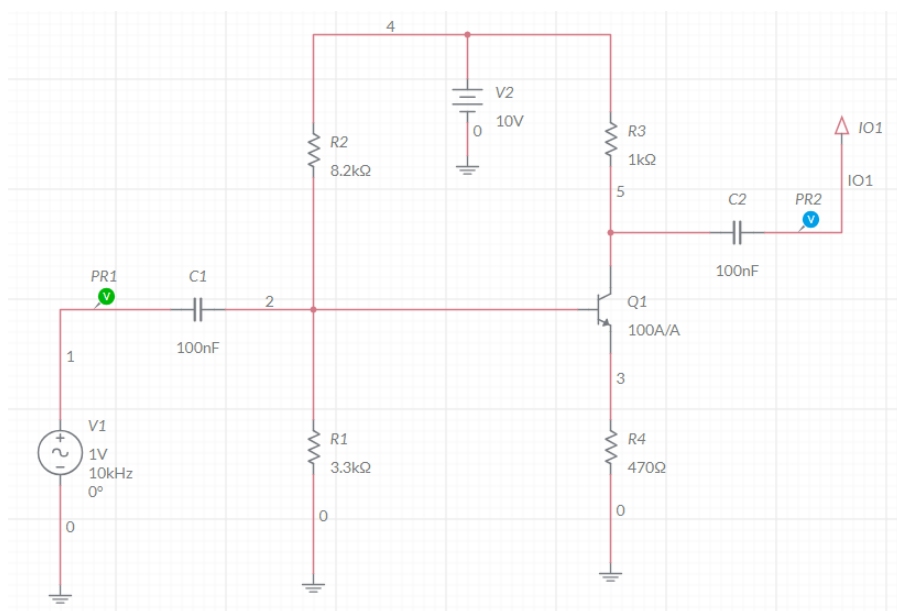 4
V2
10V
0
R2
8.2kΩ
R3
1kΩ
5
IO1
IO1
C2
PR2
V
100nF
PR1
V
C1
2
100nF
Q1
100A/A
1
3
V1
1V
10kHz
0°
R1
3.3kΩ
R4
470Ω
0
0
0